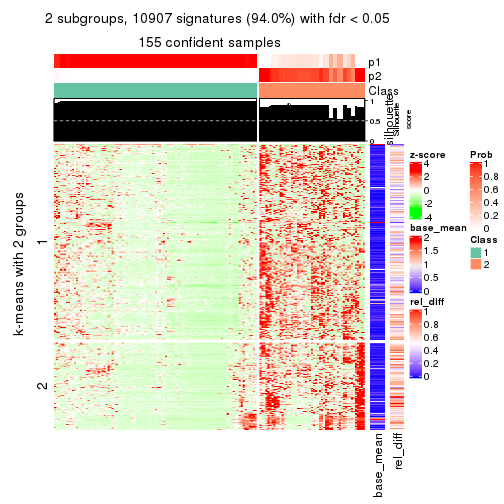 2 subgroups, 10907 signatures (94.0%) with fdr < 0.05
155 confident samples
p1
p2
Class
1
0.5
0
silhouette
Silhouette
score
k-means with 2 groups
1
2
z-score
4
2
0
-2
-4
base_mean
2
1.5
1
0.5
0
rel_diff
1
0.8
0.6
0.4
0.2
0
Prob
1
0.8
0.6
0.4
0.2
0
Class
1
2
base_mean
rel_diff